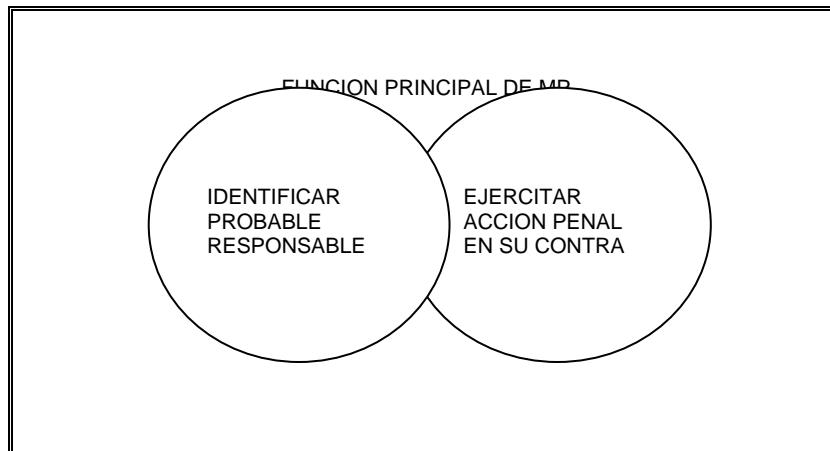 FUNCION PRINCIPAL DE MP
IDENTIFICAR
PROBABLE
RESPONSABLE
EJERCITAR
ACCION PENAL
EN SU CONTRA